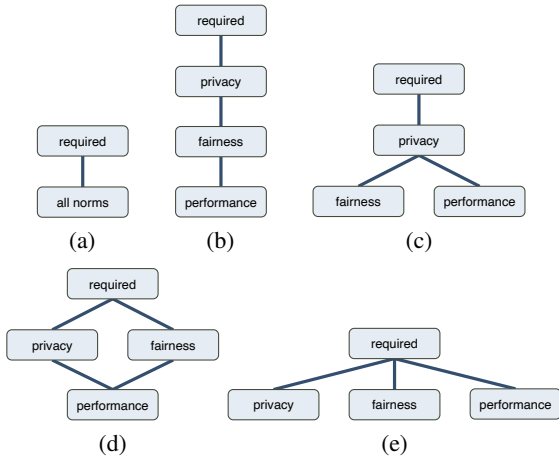 required
all norms
(a)
required
privacy
fairness
performance
(b)
required
privacy
fairness performance
(c)
required
privacy fairness
performance
(d)
required
privacy fairness performance
(e)